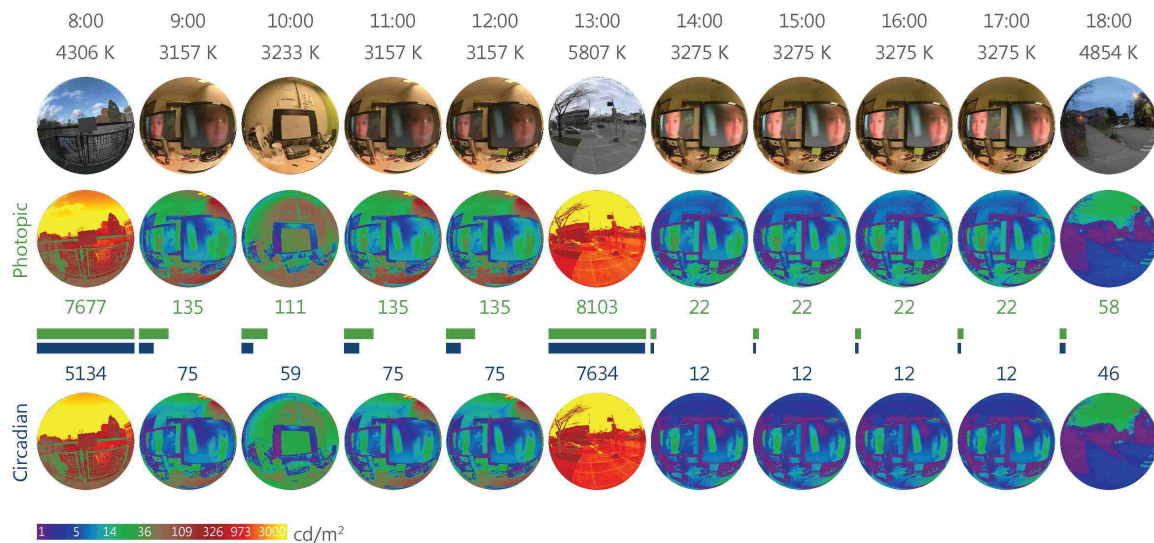 8:00 9:00 10:00 11:00 12:00 13:00 14:00 15:00 16:00 17:00 18:00
4306 K 3157 K 3233 K 3157 K 3157 K 5807 K 3275 K 3275 K 3275 K 3275 K 4854 K
Photopic
7677 135 111 135 135 8103 22 22 22 22 58
5134 75 59 75 75 7634 12 12 12 12 46
Circadian
1 5 14 36 109 326 973 3000 cd/m²